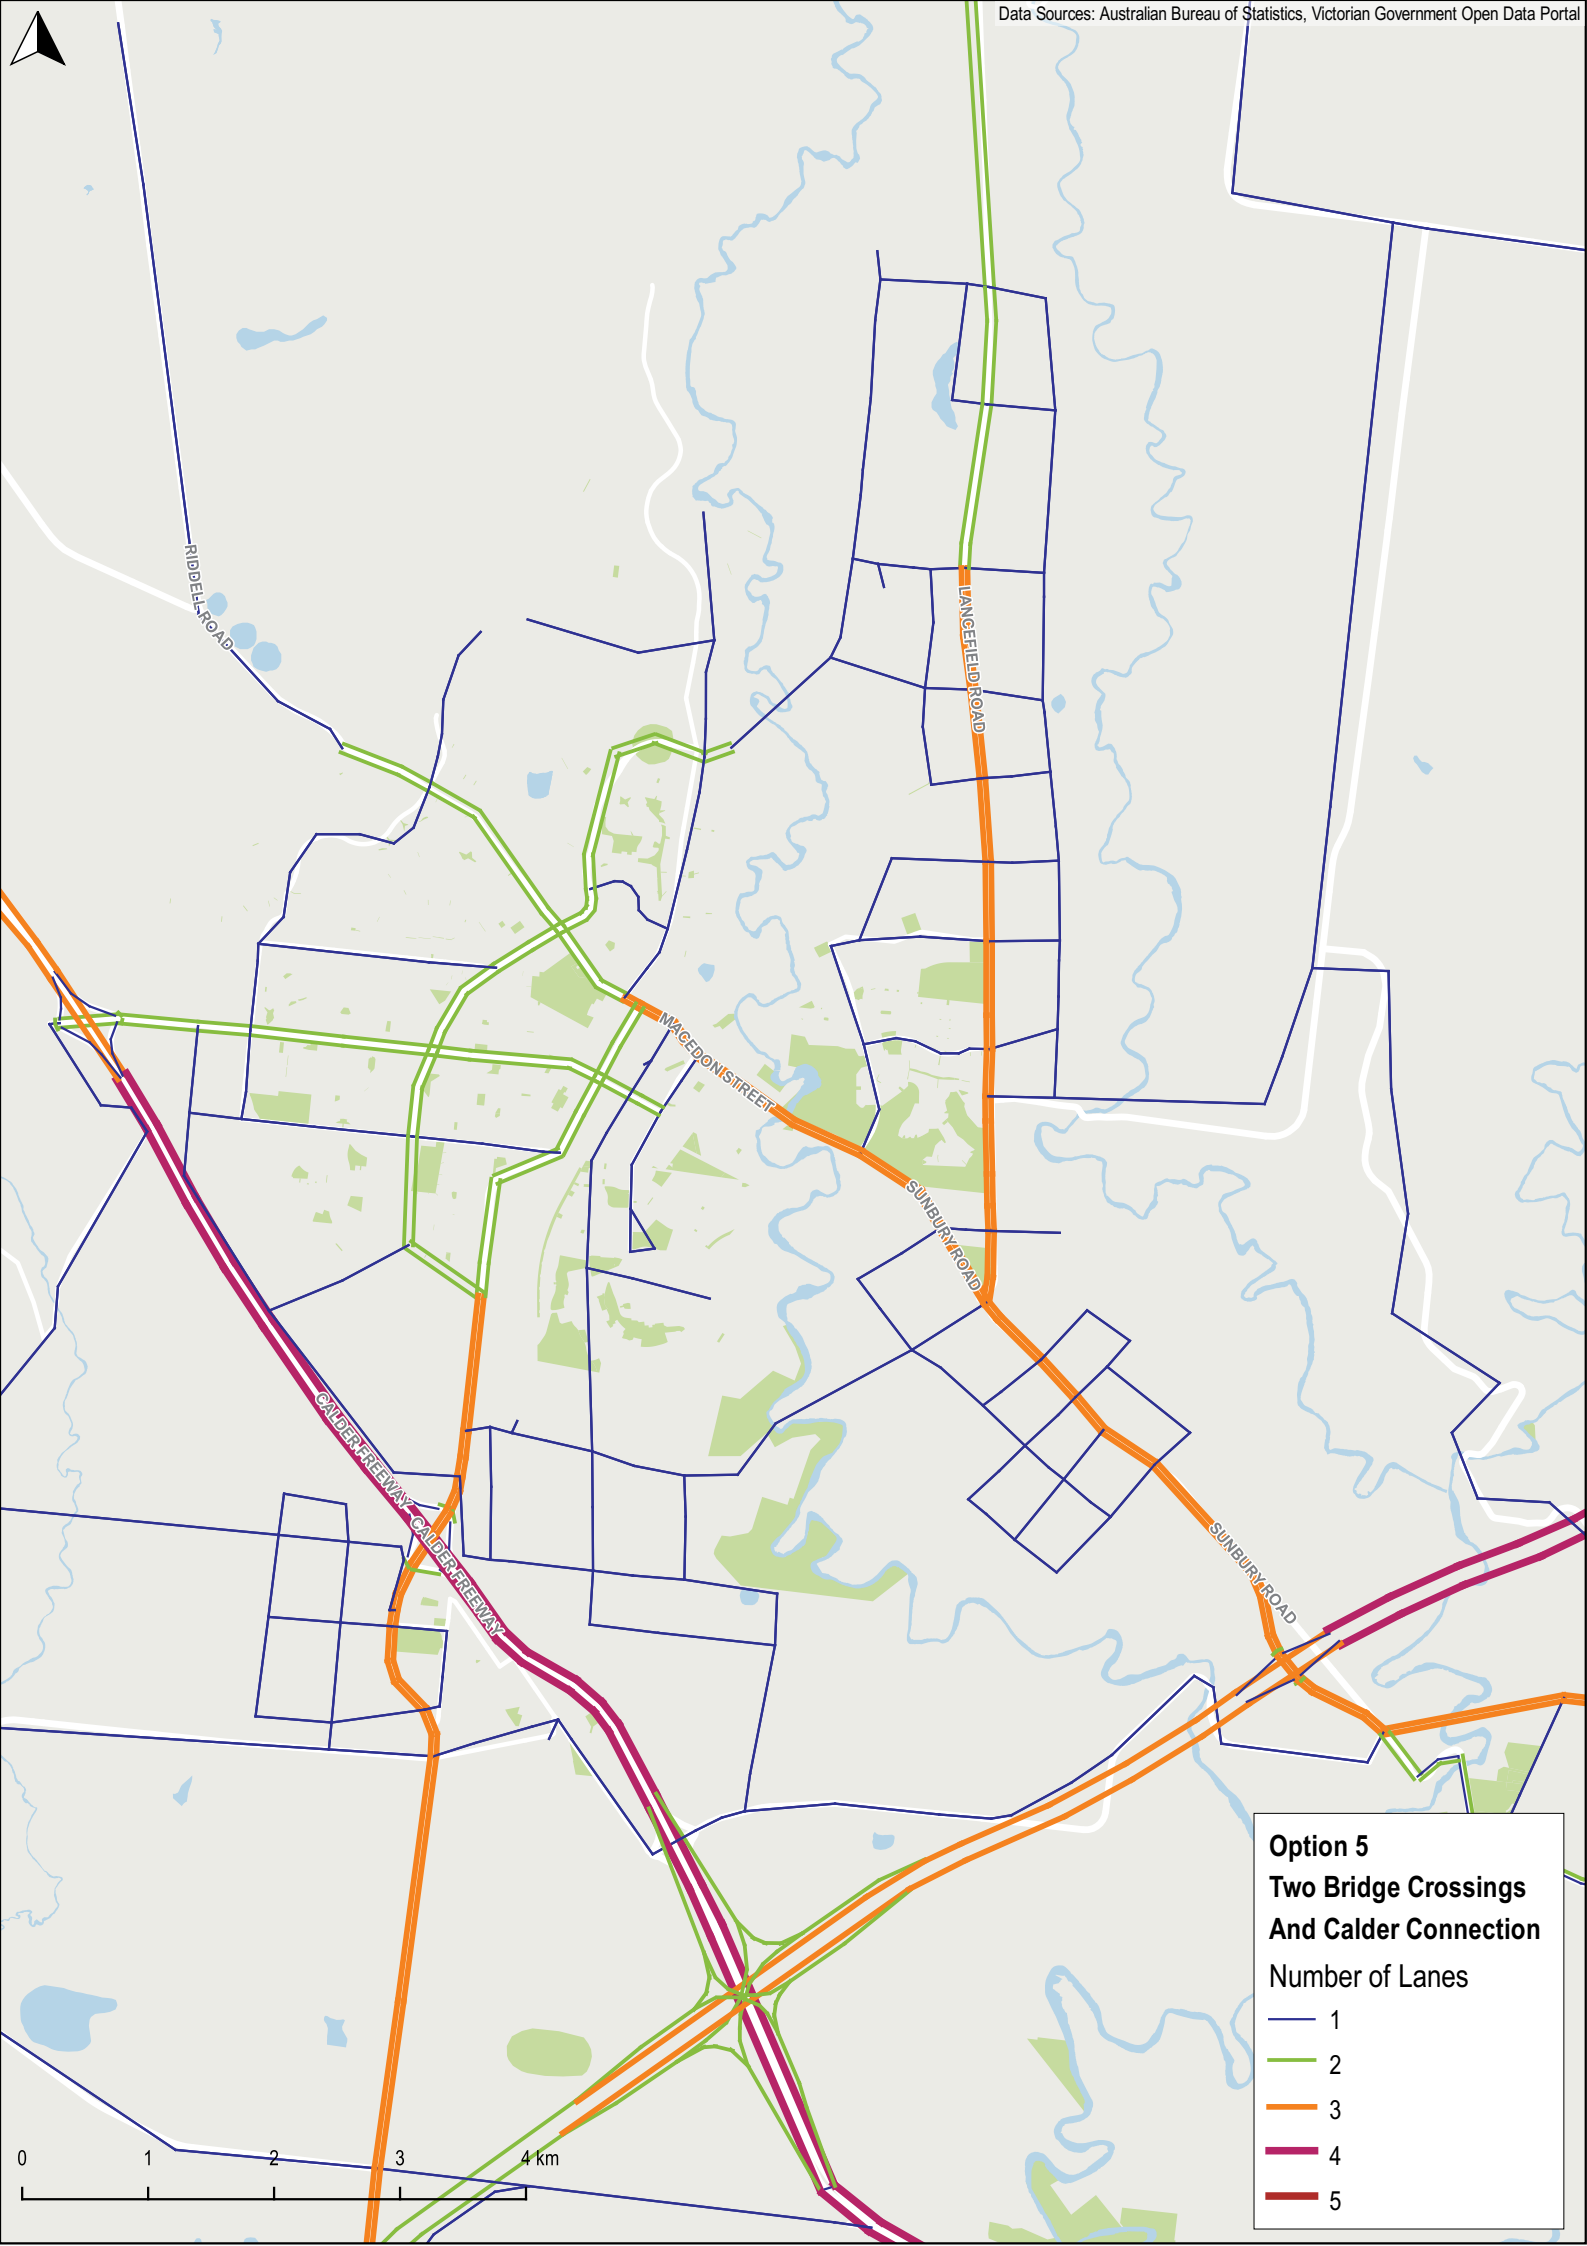 Data Sources: Australian Bureau of Statistics, Victorian Government Open Data Portal
RIDDELL ROAD
LANCEFIELD ROAD
MACEDON STREET
SUNBURY ROAD
CALDER FREEWAY
CALDER FREEWAY
SUNBURY ROAD
Option 5
Two Bridge Crossings
And Calder Connection
Number of Lanes
1
2
3
4
5
0 1 2 3 4 km